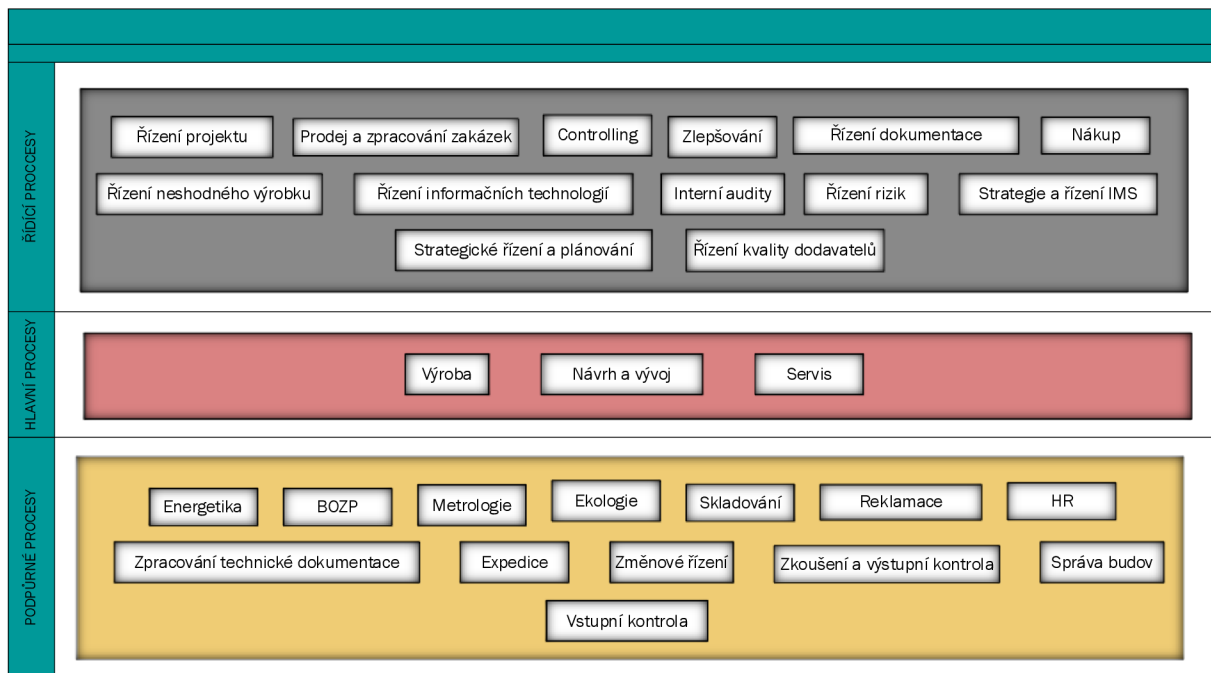 ŘÍDÍCÍ PROCCESY
Řízení projektu
Prodej a zpracování zakázek
Controlling
Zlepšování
Řízení dokumentace
Nákup
Řízení neshodného výrobku
Řízení informačních technologií
Interní audity
Řízení rizik
Strategie a řízení IMS
Strategické řízení a plánování
Řízení kvality dodavatelů
HLAVNÍ PROCESY
Výroba
Návrh a vývoj
Servis
PODPŮRNÉ PROCESY
Energetika
BOZP
Metrologie
Ekologie
Skladování
Reklamace
HR
Zpracování technické dokumentace
Expedice
Změnové řízení
Zkoušení a výstupní kontrola
Správa budov
Vstupní kontrola